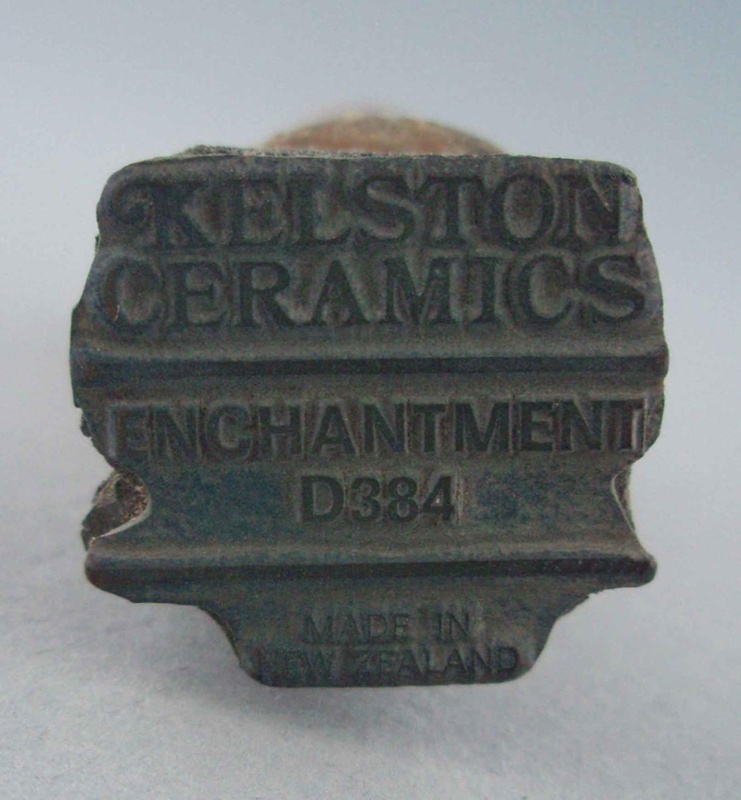 KELSTON
CERAMICS
ENCHANTMENT
D384
MADE IN
NEW ZEALAND